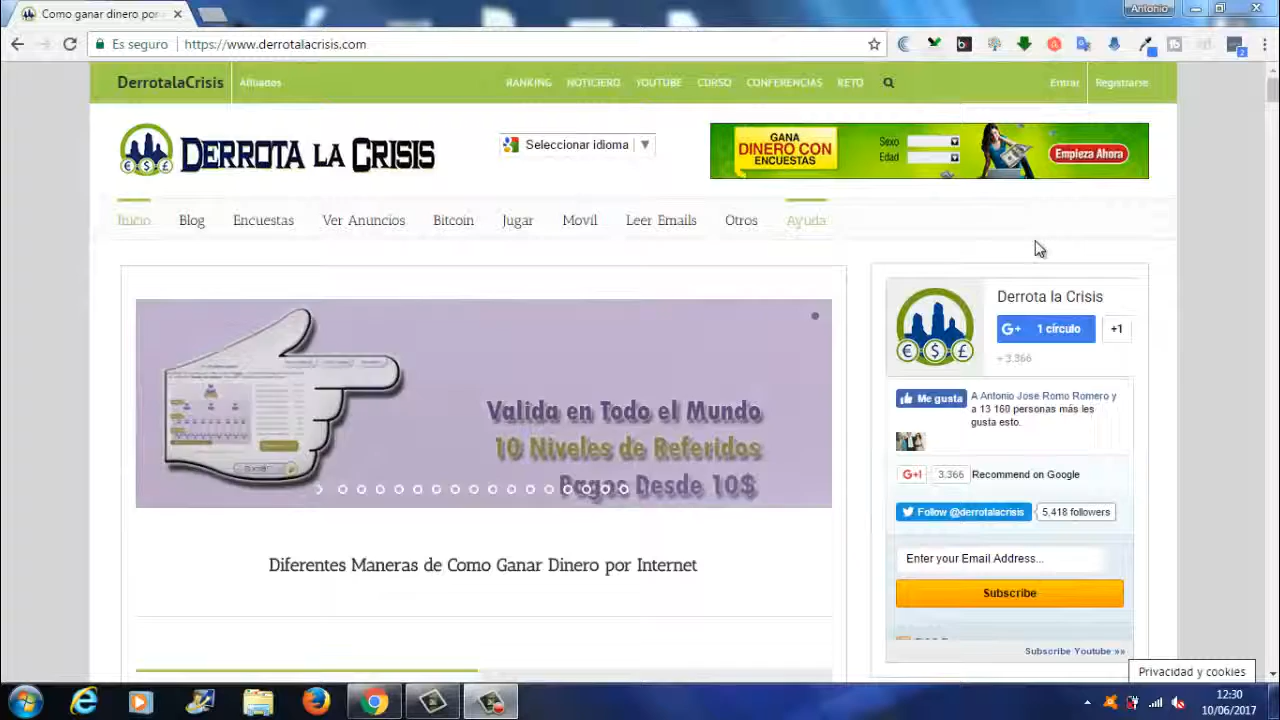 Como ganar dinero por
Antonio
Es seguro
https://www.derrotalacrisis.com
DerrotalaCrisis
Afiliados
RANKING NOTICIERO YOUTUBE CURSO CONFERENCIAS RETO
Entrar
Registrarse
DERROTA LA CRISIS
Seleccionar idioma
GANA
DINERO CON
ENCUESTAS
Sexo
Edad
Empieza Ahora
Inicio Blog Encuestas Ver Anuncios Bitcoin Jugar Movil Leer Emails Otros Ayuda
Valida en Todo el Mundo
10 Niveles de Referidos
Pagos Desde 10$
Diferentes Maneras de Como Ganar Dinero por Internet
Derrota la Crisis
G+ 1 círculo
+1
+ 3.366
Me gusta
A Antonio Jose Romo Romero y
a 13 160 personas más les
gusta esto.
G+1 3.366 Recommend on Google
Follow @derrotalacrisis
5,418 followers
Enter your Email Address...
Subscribe
Subscribe Youtube »»
Privacidad y cookies
12:30
10/06/2017